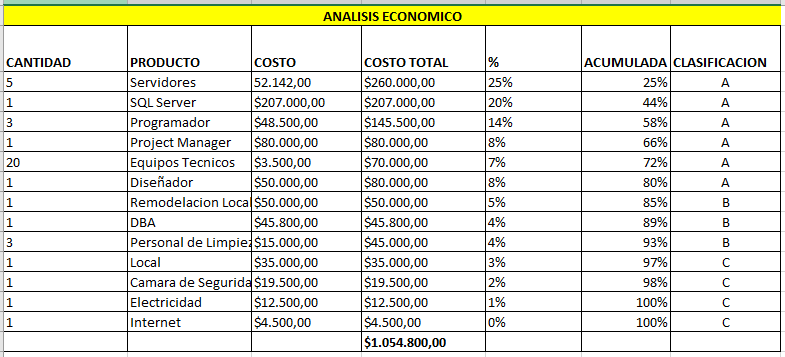 ANALISIS ECONOMICO
CANTIDAD PRODUCTO COSTO COSTO TOTAL % ACUMULADA CLASIFICACION
5 Servidores 52.142,00 $260.000,00 25% 25% A
1 SQL Server $207.000,00 $207.000,00 20% 44% A
3 Programador $48.500,00 $145.500,00 14% 58% A
1 Project Manager $80.000,00 $80.000,00 8% 66% A
20 Equipos Tecnicos $3.500,00 $70.000,00 7% 72% A
1 Diseñador $50.000,00 $80.000,00 8% 80% A
1 Remodelacion Local $50.000,00 $50.000,00 5% 85% B
1 DBA $45.800,00 $45.800,00 4% 89% B
3 Personal de Limpiez $15.000,00 $45.000,00 4% 93% B
1 Local $35.000,00 $35.000,00 3% 97% C
1 Camara de Segurida $19.500,00 $19.500,00 2% 98% C
1 Electricidad $12.500,00 $12.500,00 1% 100% C
1 Internet $4.500,00 $4.500,00 0% 100% C
$1.054.800,00